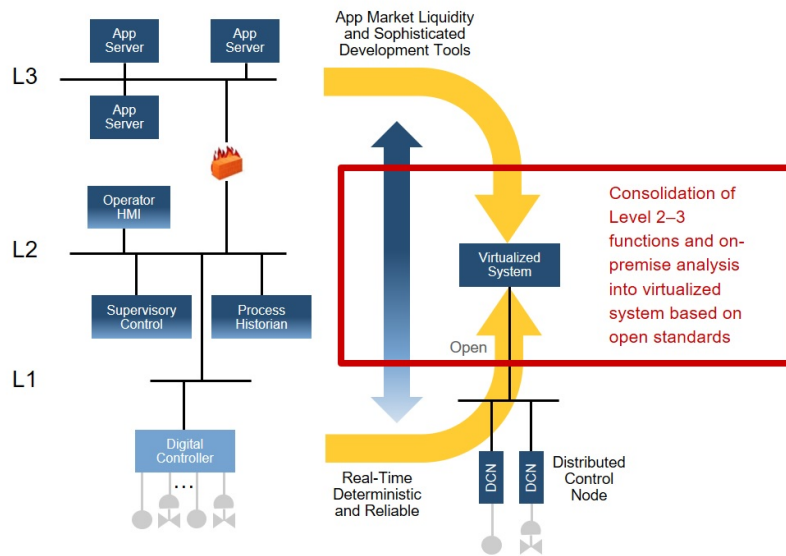 App Market Liquidity
and Sophisticated
Development Tools
App
Server
App
Server
L3
App
Server
Operator
HMI
L2
Supervisory
Control
Process
Historian
L1
Digital
Controller
...
Virtualized
System
Open
Consolidation of
Level 2–3
functions and on-
premise analysis
into virtualized
system based on
open standards
Real-Time
Deterministic
and Reliable
DCN
DCN
Distributed
Control
Node